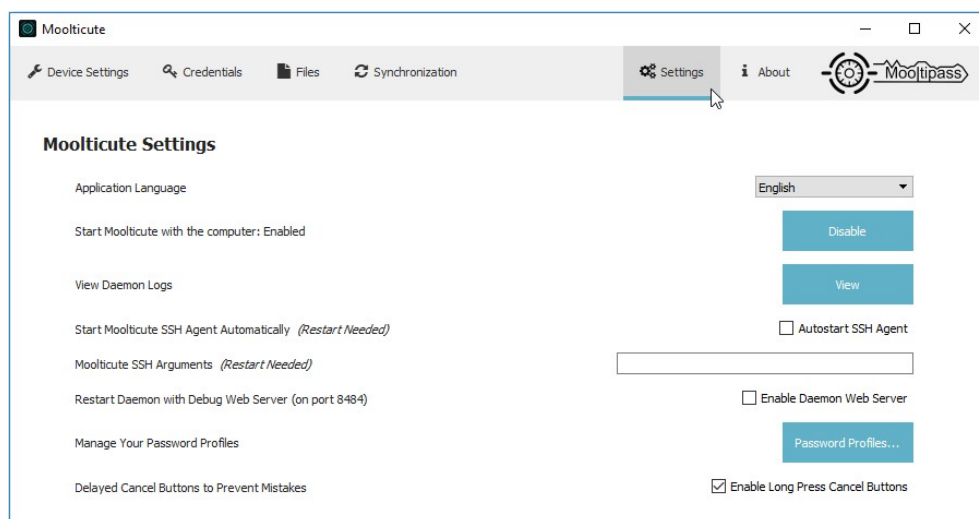 Moolticute
Device Settings Credentials Files Synchronization Settings About Mooltipass
Moolticute Settings
Application Language English
Start Moolticute with the computer: Enabled Disable
View Daemon Logs View
Start Moolticute SSH Agent Automatically (Restart Needed) Autostart SSH Agent
Moolticute SSH Arguments (Restart Needed)
Restart Daemon with Debug Web Server (on port 8484) Enable Daemon Web Server
Manage Your Password Profiles Password Profiles...
Delayed Cancel Buttons to Prevent Mistakes Enable Long Press Cancel Buttons